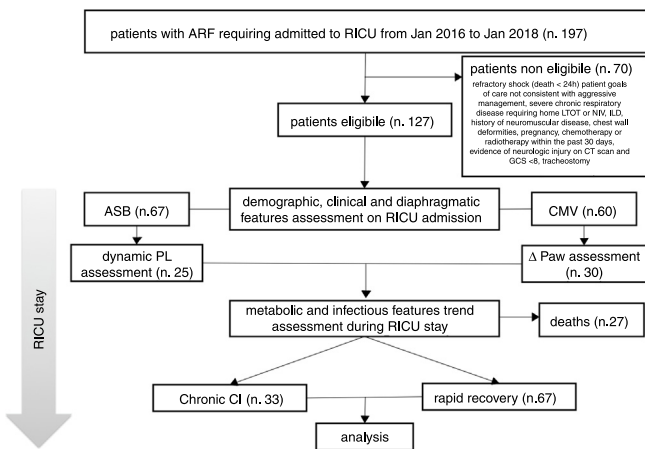 patients with ARF requiring admitted to RICU from Jan 2016 to Jan 2018 (n. 197)
patients non eligibile (n. 70)
refractory shock (death < 24h) patient goals
of care not consistent with aggressive
management, severe chronic respiratory
disease requiring home LTOT or NIV, ILD,
history of neuromuscular disease, chest wall
deformities, pregnancy, chemotherapy or
radiotherapy within the past 30 days,
evidence of neurologic injury on CT scan and
GCS <8, tracheostomy
patients eligibile (n. 127)
ASB (n.67)
demographic, clinical and diaphragmatic
features assessment on RICU admission
CMV (n.60)
dynamic PL
assessment (n. 25)
Δ Paw assessment
(n. 30)
RICU stay
metabolic and infectious features trend
assessment during RICU stay
deaths (n.27)
Chronic CI (n. 33)
rapid recovery (n.67)
analysis